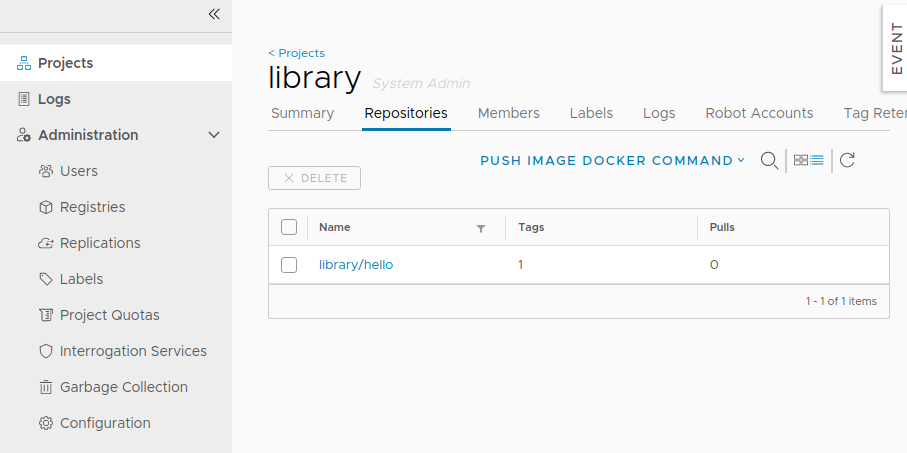 Projects
Logs
Administration
Users
Registries
Replications
Labels
Project Quotas
Interrogation Services
Garbage Collection
Configuration
< Projects
library System Admin
Summary Repositories Members Labels Logs Robot Accounts Tag Reten
PUSH IMAGE DOCKER COMMAND
DELETE
Name Tags Pulls
library/hello 1 0
1 - 1 of 1 items
EVENT